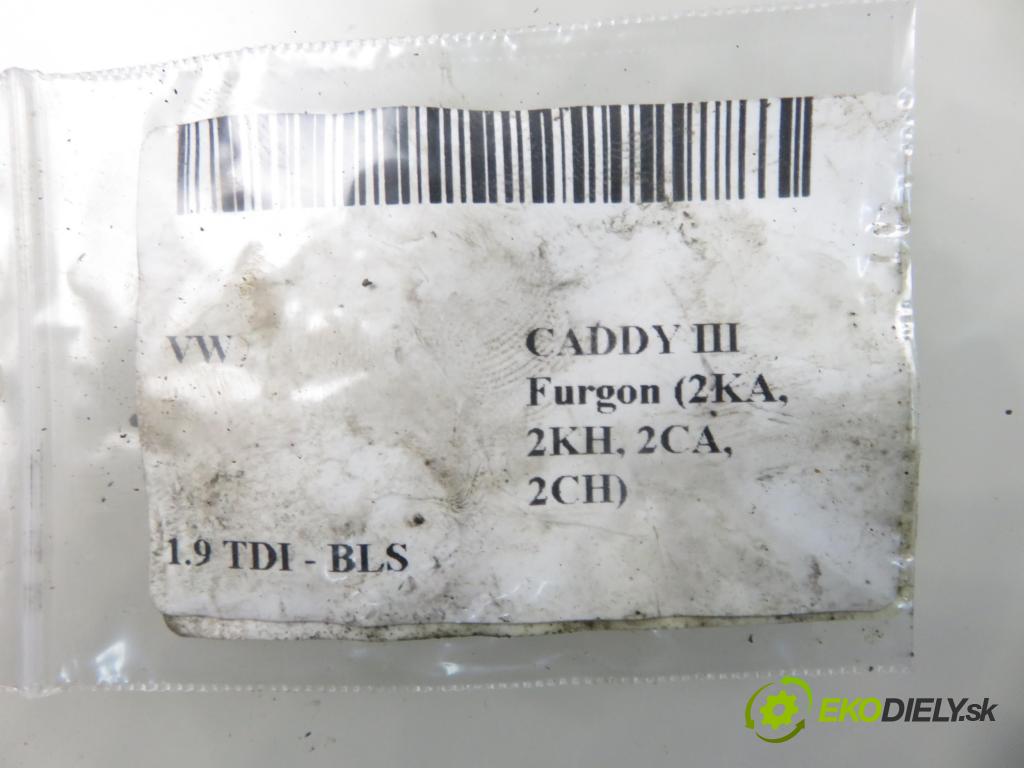 VW
CADDY III
Furgon (2KA,
2KH, 2CA,
2CH)
1.9 TDI - BLS
EKODIELY.sk